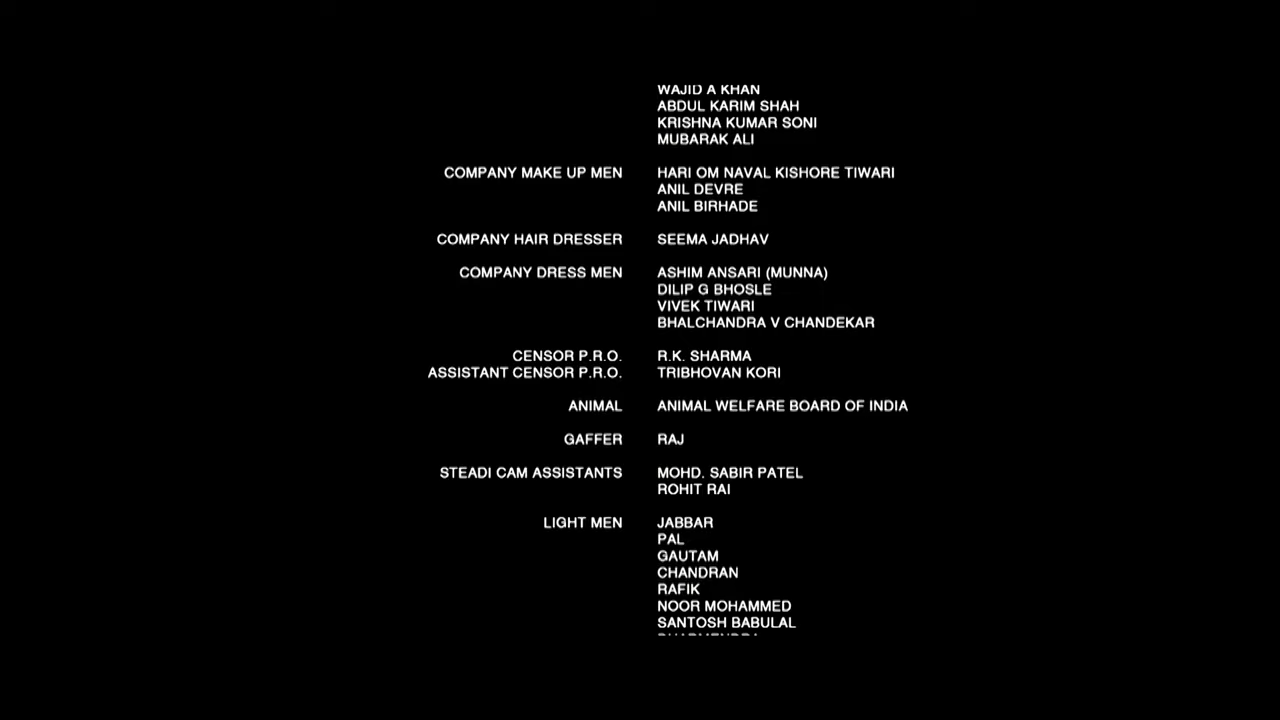 WAJID A KHAN
ABDUL KARIM SHAH
KRISHNA KUMAR SONI
MUBARAK ALI
COMPANY MAKE UP MEN HARI OM NAVAL KISHORE TIWARI
ANIL DEVRE
ANIL BIRHADE
COMPANY HAIR DRESSER SEEMA JADHAV
COMPANY DRESS MEN ASHIM ANSARI (MUNNA)
DILIP G BHOSLE
VIVEK TIWARI
BHALCHANDRA V CHANDEKAR
CENSOR P.R.O. R.K. SHARMA
ASSISTANT CENSOR P.R.O. TRIBHOVAN KORI
ANIMAL ANIMAL WELFARE BOARD OF INDIA
GAFFER RAJ
STEADI CAM ASSISTANTS MOHD. SABIR PATEL
ROHIT RAI
LIGHT MEN JABBAR
PAL
GAUTAM
CHANDRAN
RAFIK
NOOR MOHAMMED
SANTOSH BABULAL